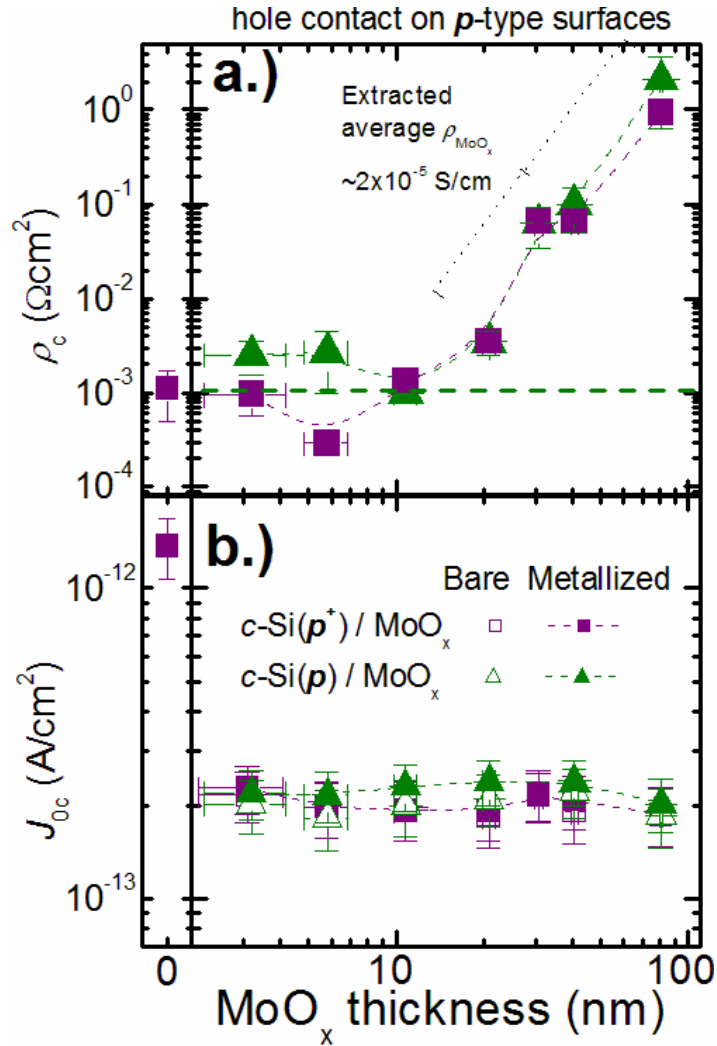 hole contact on p-type surfaces
a.)
Extracted
average ρMoOx
~2x10⁻⁵ S/cm
10⁰
10⁻¹
10⁻²
10⁻³
10⁻⁴
ρc (Ωcm²)
b.)
Bare Metallized
c-Si(p⁺) / MoOx
c-Si(p) / MoOx
10⁻¹²
10⁻¹³
J0c (A/cm²)
0 10 100
MoOx thickness (nm)